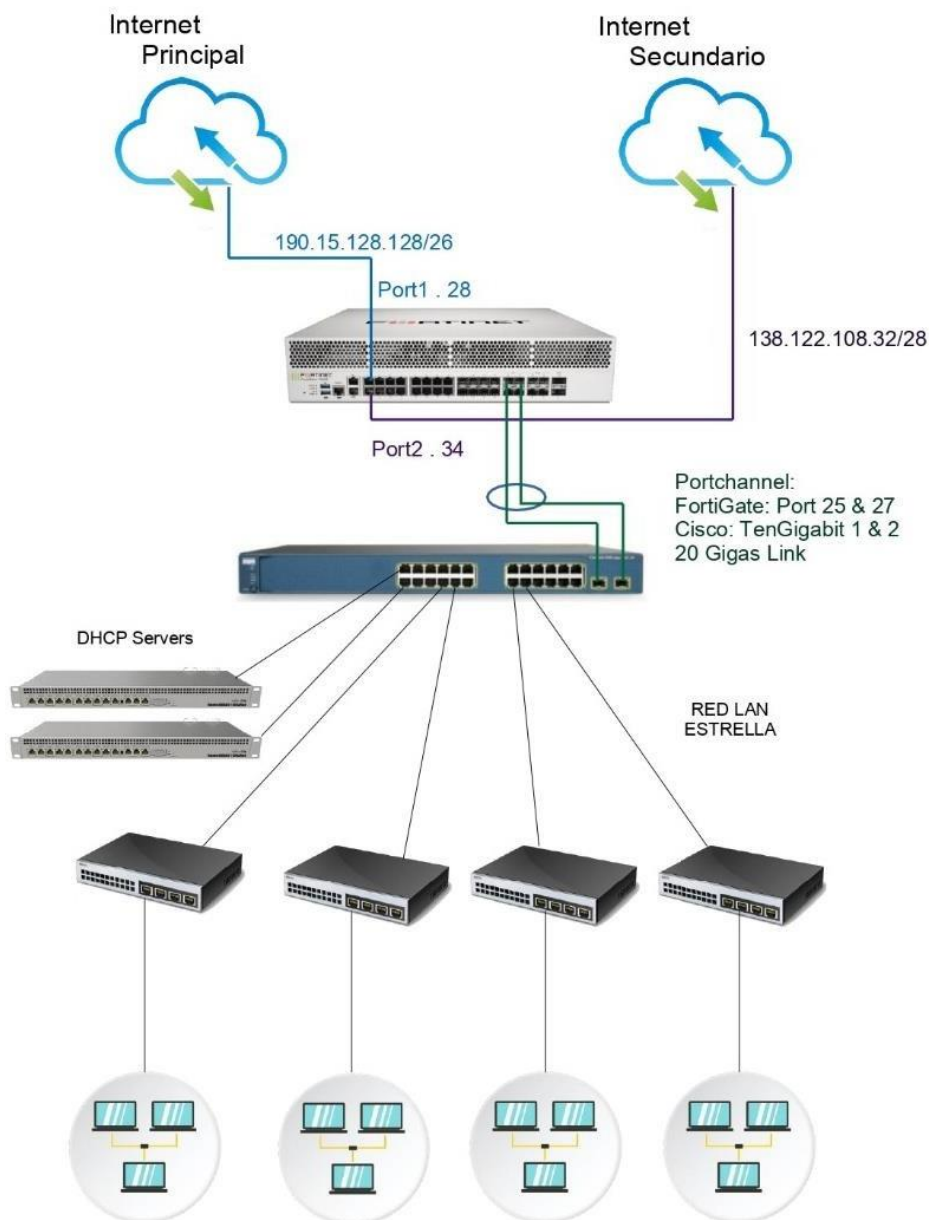 Internet
Principal
Internet
Secundario
190.15.128.128/26
Port1 . 28
FORTINET
138.122.108.32/28
Port2 . 34
Portchannel:
FortiGate: Port 25 & 27
Cisco: TenGigabit 1 & 2
20 Gigas Link
DHCP Servers
RED LAN
ESTRELLA